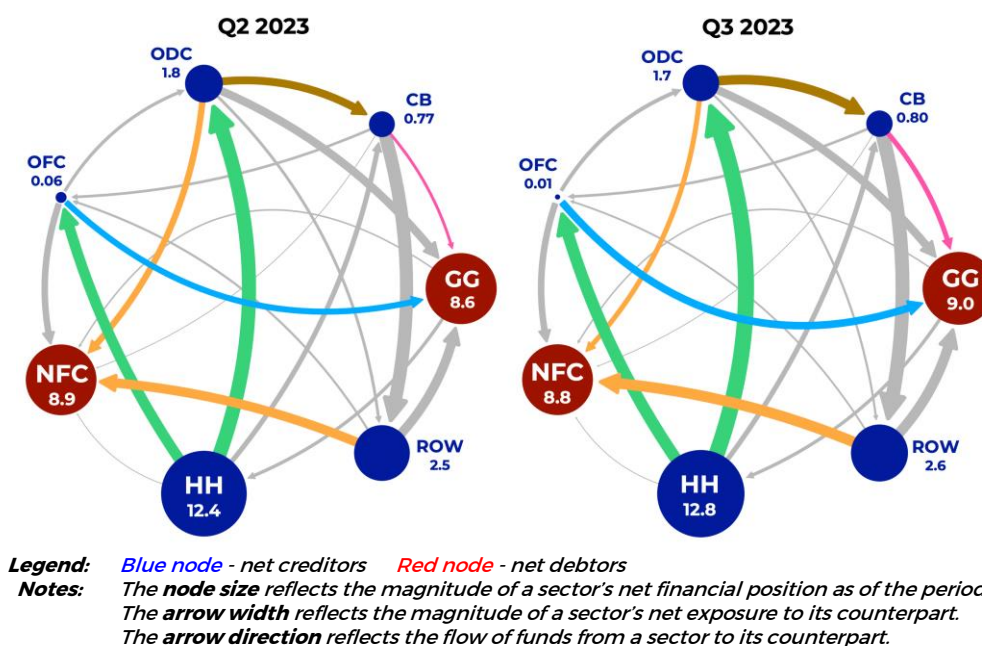 Q2 2023
ODC
1.8
CB
0.77
OFC
0.06
GG
8.6
NFC
8.9
ROW
2.5
HH
12.4
Q3 2023
ODC
1.7
CB
0.80
OFC
0.01
GG
9.0
NFC
8.8
ROW
2.6
HH
12.8
Legend: Blue node - net creditors Red node - net debtors
Notes: The node size reflects the magnitude of a sector's net financial position as of the period
The arrow width reflects the magnitude of a sector's net exposure to its counterpart.
The arrow direction reflects the flow of funds from a sector to its counterpart.